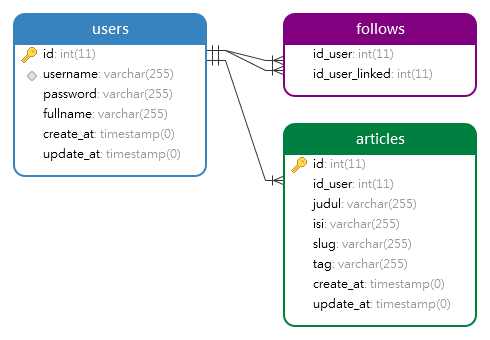 users
id: int(11)
username: varchar(255)
password: varchar(255)
fullname: varchar(255)
create_at: timestamp(0)
update_at: timestamp(0)
follows
id_user: int(11)
id_user_linked: int(11)
articles
id: int(11)
id_user: int(11)
judul: varchar(255)
isi: varchar(255)
slug: varchar(255)
tag: varchar(255)
create_at: timestamp(0)
update_at: timestamp(0)